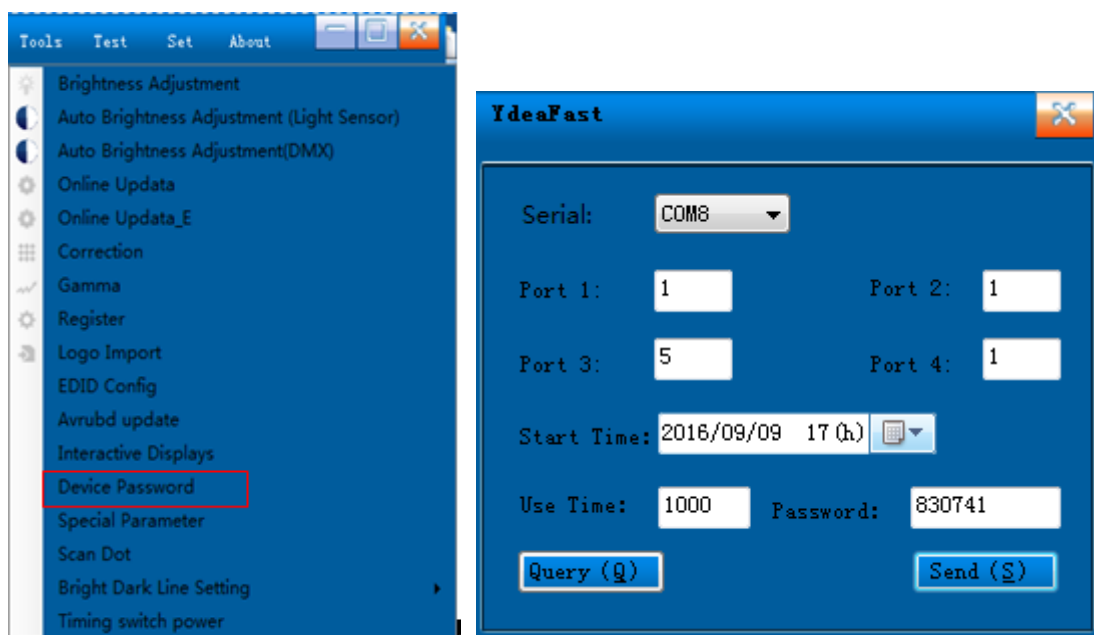 Tools Test Set About
Brightness Adjustment
Auto Brightness Adjustment (Light Sensor)
Auto Brightness Adjustment(DMX)
Online Updata
Online Updata_E
Correction
Gamma
Register
Logo Import
EDID Config
Avrubd update
Interactive Displays
Device Password
Special Parameter
Scan Dot
Bright Dark Line Setting
Timing switch power
YdeaFast
Serial: COM8
Port 1: 1 Port 2: 1
Port 3: 5 Port 4: 1
Start Time: 2016/09/09 17(h)
Use Time: 1000 Password: 830741
Query (Q) Send (S)